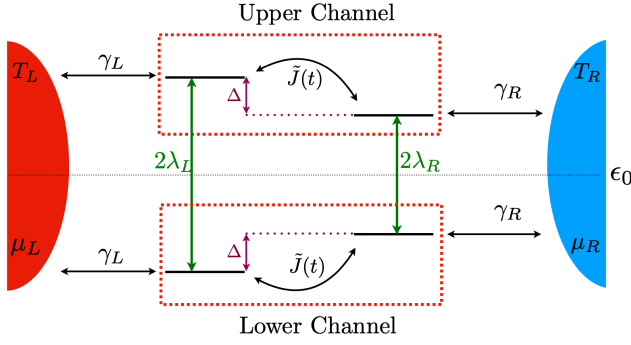 Upper Channel
T_L
γ_L
Δ
J̃(t)
γ_R
T_R
2λ_L
2λ_R
ϵ_0
μ_L
γ_L
Δ
J̃(t)
γ_R
μ_R
Lower Channel